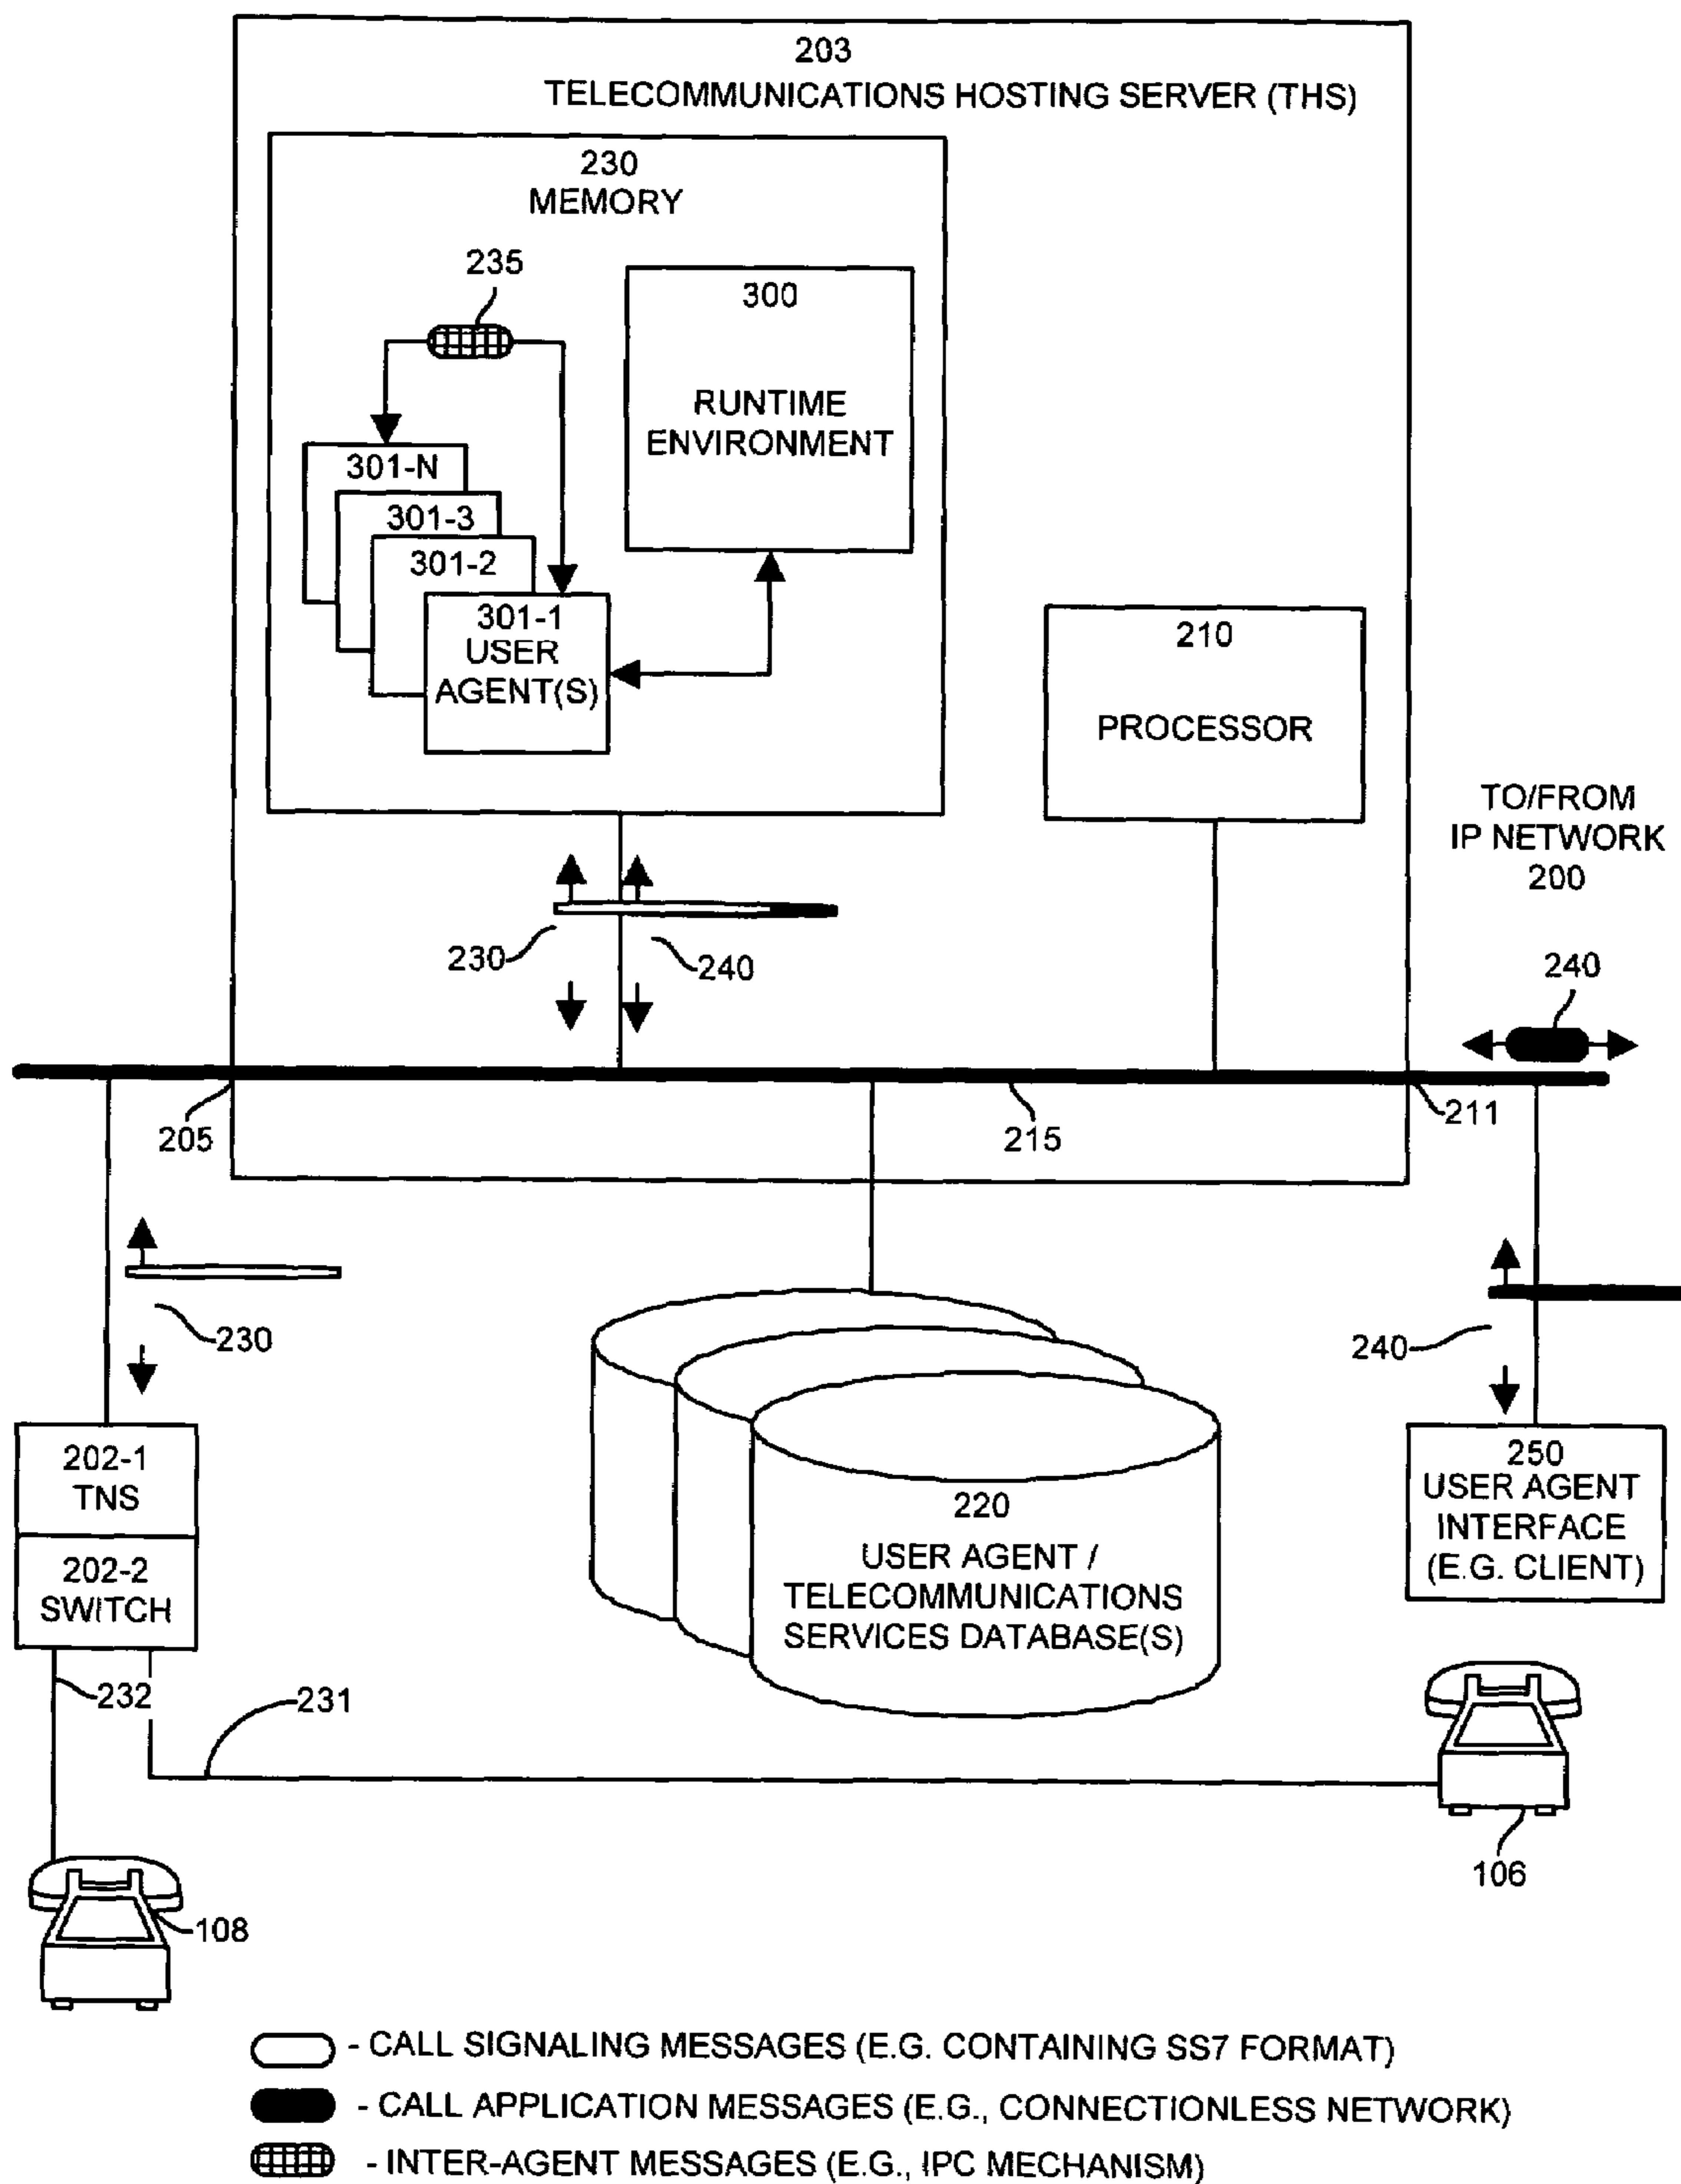 203
TELECOMMUNICATIONS HOSTING SERVER (THS)
230
MEMORY
235
300
RUNTIME
ENVIRONMENT
301-N
301-3
301-2
301-1
USER
AGENT(S)
210
PROCESSOR
TO/FROM
IP NETWORK
200
230
240
240
205
215
211
230
240
202-1
TNS
202-2
SWITCH
220
USER AGENT /
TELECOMMUNICATIONS
SERVICES DATABASE(S)
250
USER AGENT
INTERFACE
(E.G. CLIENT)
232
231
106
108
- CALL SIGNALING MESSAGES (E.G. CONTAINING SS7 FORMAT)
- CALL APPLICATION MESSAGES (E.G., CONNECTIONLESS NETWORK)
- INTER-AGENT MESSAGES (E.G., IPC MECHANISM)